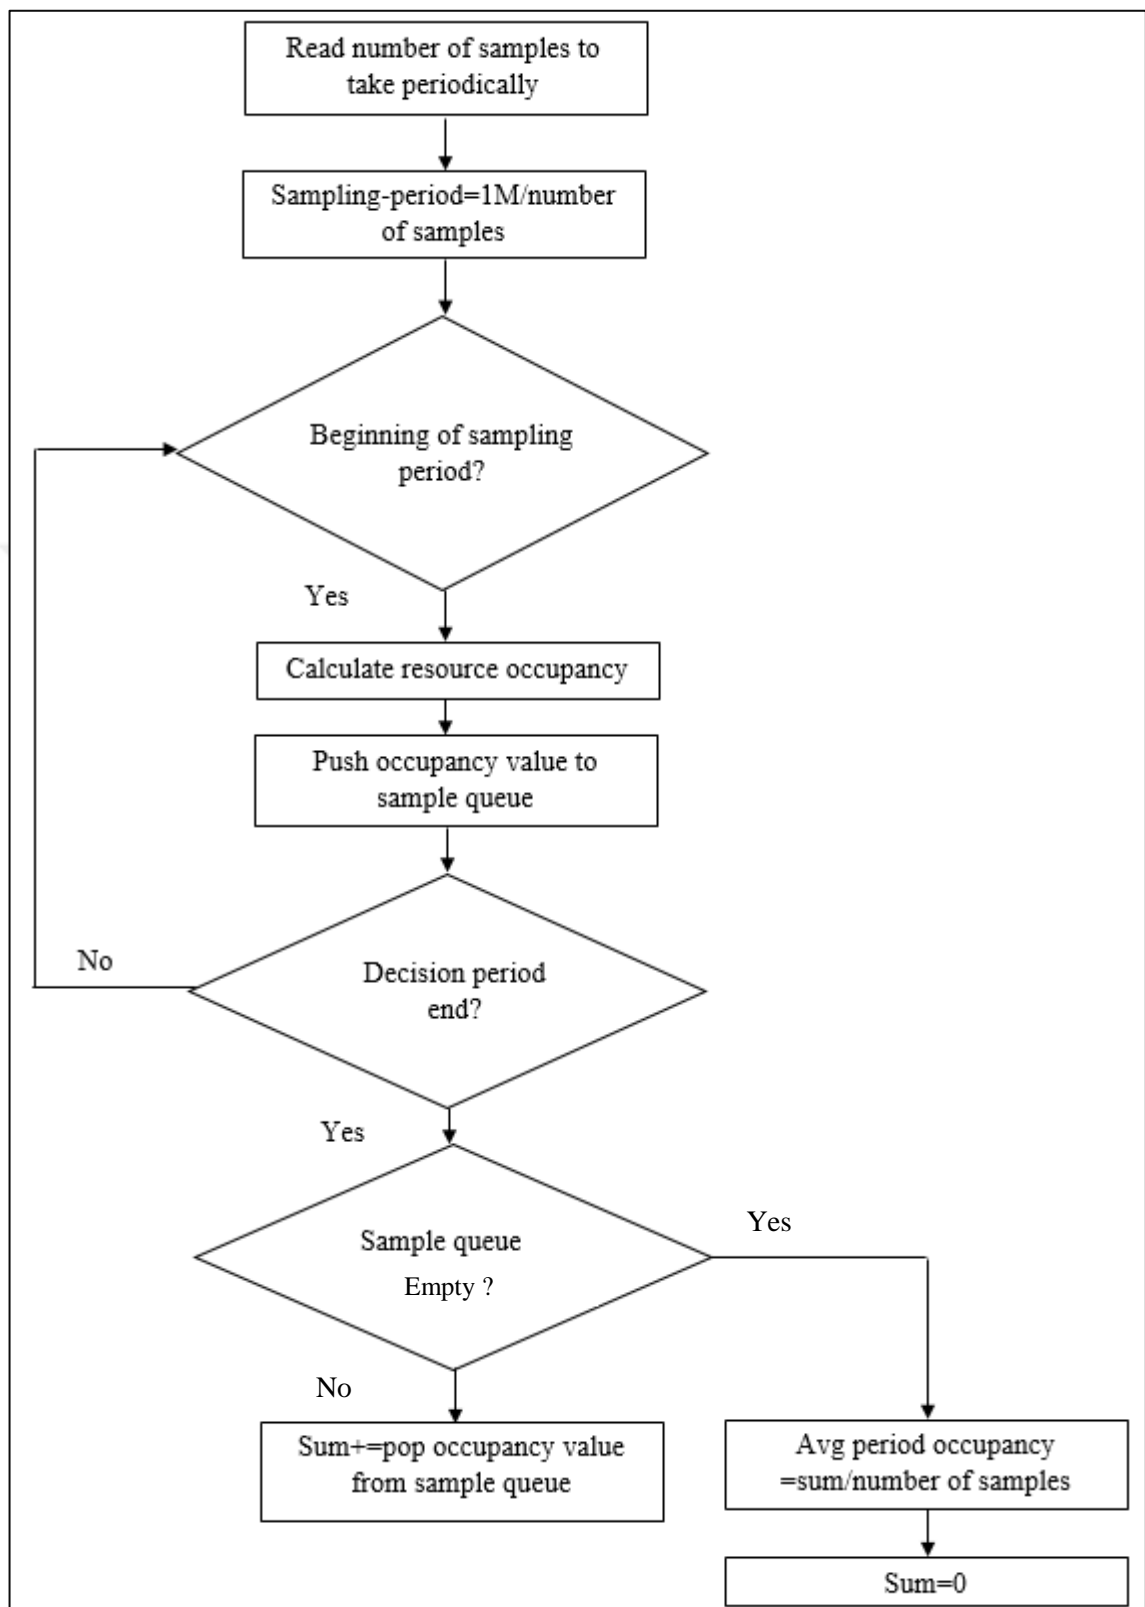 Read number of samples to
take periodically
Sampling-period=1M/number
of samples
Beginning of sampling
period?
Yes
Calculate resource occupancy
Push occupancy value to
sample queue
No
Decision period
end?
Yes
Yes
Sample queue
Empty ?
No
Sum+=pop occupancy value
from sample queue
Avg period occupancy
=sum/number of samples
Sum=0